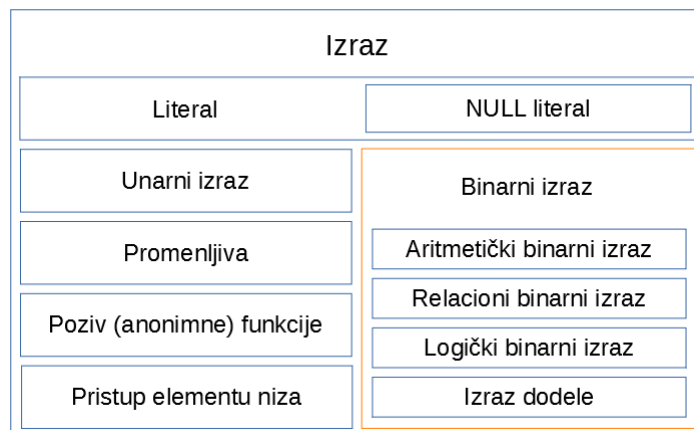 Izraz
Literal
NULL literal
Unarni izraz
Promenljiva
Poziv (anonimne) funkcije
Pristup elementu niza
Binarni izraz
Aritmetički binarni izraz
Relacioni binarni izraz
Logički binarni izraz
Izraz dodele